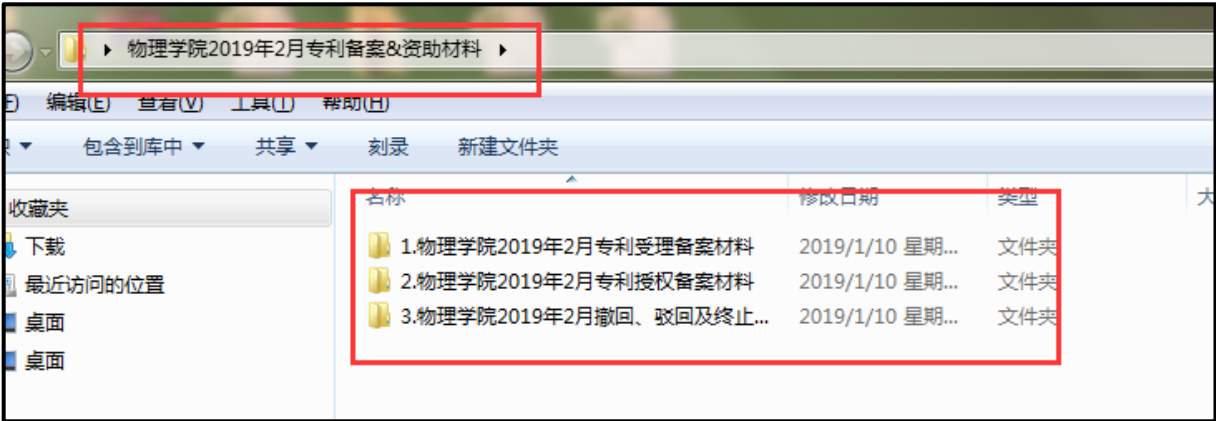 物理学院2019年2月专利备案&资助材料
编辑(E) 查看(V) 工具(T) 帮助(H)
包含到库中 共享 刻录 新建文件夹
名称 修改日期 类型 大
收藏夹
下载
最近访问的位置
桌面
桌面
1.物理学院2019年2月专利受理备案材料 2019/1/10 星期... 文件夹
2.物理学院2019年2月专利授权备案材料 2019/1/10 星期... 文件夹
3.物理学院2019年2月撤回、驳回及终止... 2019/1/10 星期... 文件夹